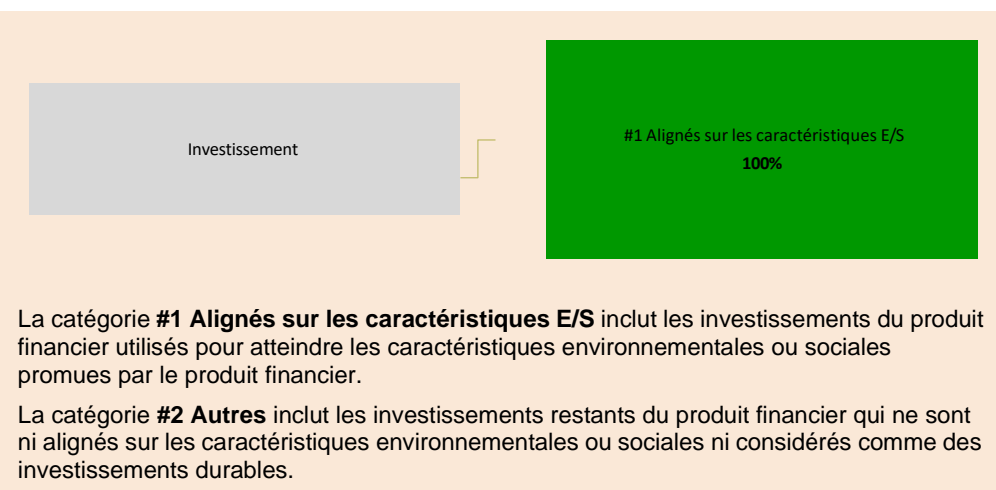 Investissement
#1 Alignés sur les caractéristiques E/S
100%
La catégorie #1 Alignés sur les caractéristiques E/S inclut les investissements du produit
financier utilisés pour atteindre les caractéristiques environnementales ou sociales
promues par le produit financier.
La catégorie #2 Autres inclut les investissements restants du produit financier qui ne sont
ni alignés sur les caractéristiques environnementales ou sociales ni considérés comme des
investissements durables.